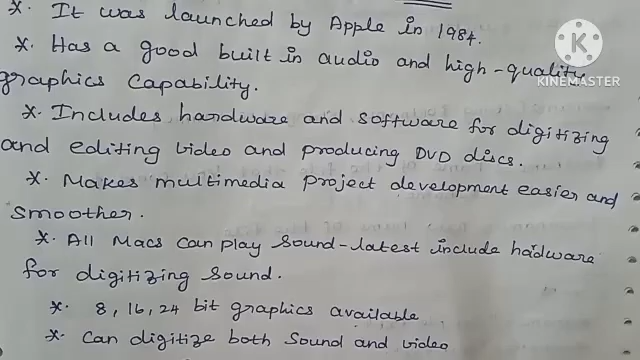 *. It was launched by Apple in 1984.
*. Has a good built in audio and high-quality
graphics capability.
*. Includes hardware and software for digitizing
and editing video and producing DVD discs.
*. Makes multimedia project development easier and
smoother.
*. All Macs can play sound-latest include hardware
for digitizing sound.
*. 8, 16, 24 bit graphics available
*. Can digitize both sound and video
KINEMASTER